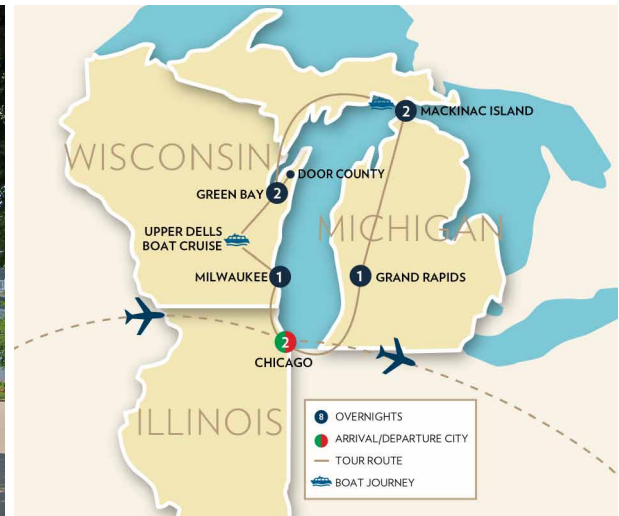 2
MACKINAC ISLAND
WISCONSIN
DOOR COUNTY
GREEN BAY
2
MICHIGAN
UPPER DELLS
BOAT CRUISE
MILWAUKEE
1
1
GRAND RAPIDS
2
CHICAGO
ILLINOIS
8 OVERNIGHTS
ARRIVAL/DEPARTURE CITY
TOUR ROUTE
BOAT JOURNEY